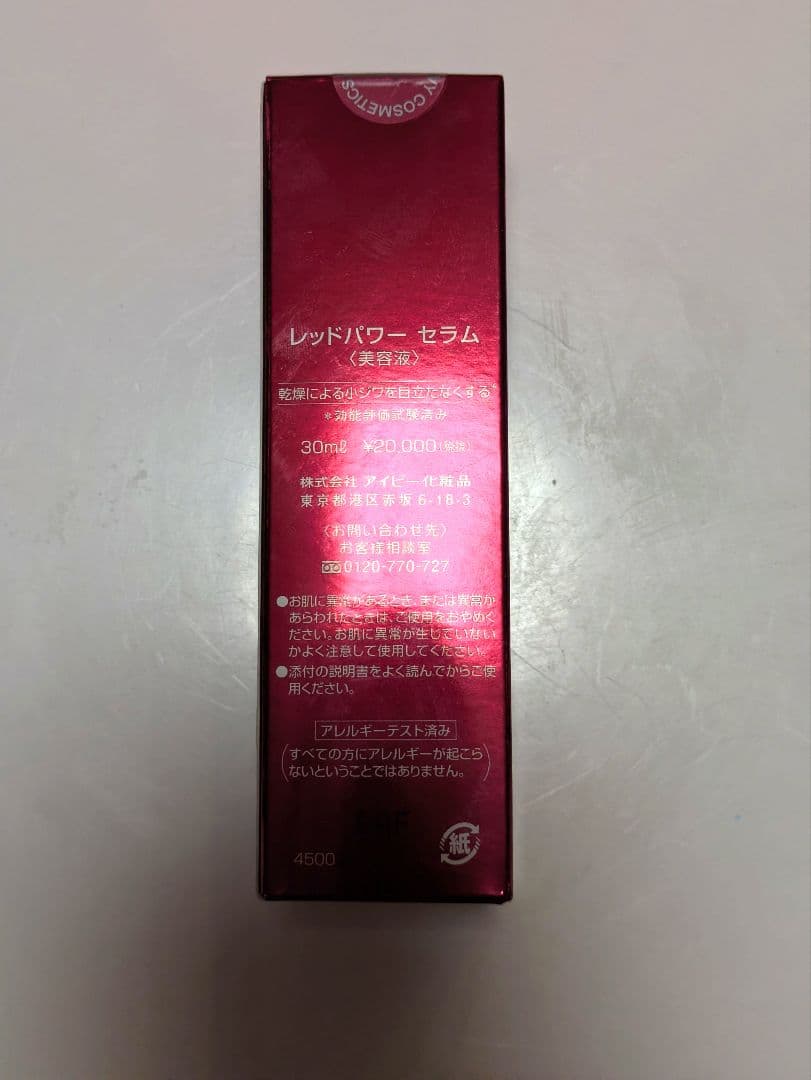 IVY COSMETICS
レッドパワー セラム
〈美容液〉
乾燥による小ジワを目立たなくする*
*効能評価試験済み
30mℓ ¥20,000(税抜)
株式会社 アイビー化粧品
東京都港区赤坂6-18-3
〈お問い合わせ先〉
お客様相談室
0120-770-727
●お肌に異常があるとき、または異常が
あらわれたときは、ご使用をおやめく
ださい。お肌に異常が生じていない
かよく注意して使用してください。
●添付の説明書をよく読んでからご使
用ください。
アレルギーテスト済み
(すべての方にアレルギーが起こら
ないということではありません。)
4500
紙